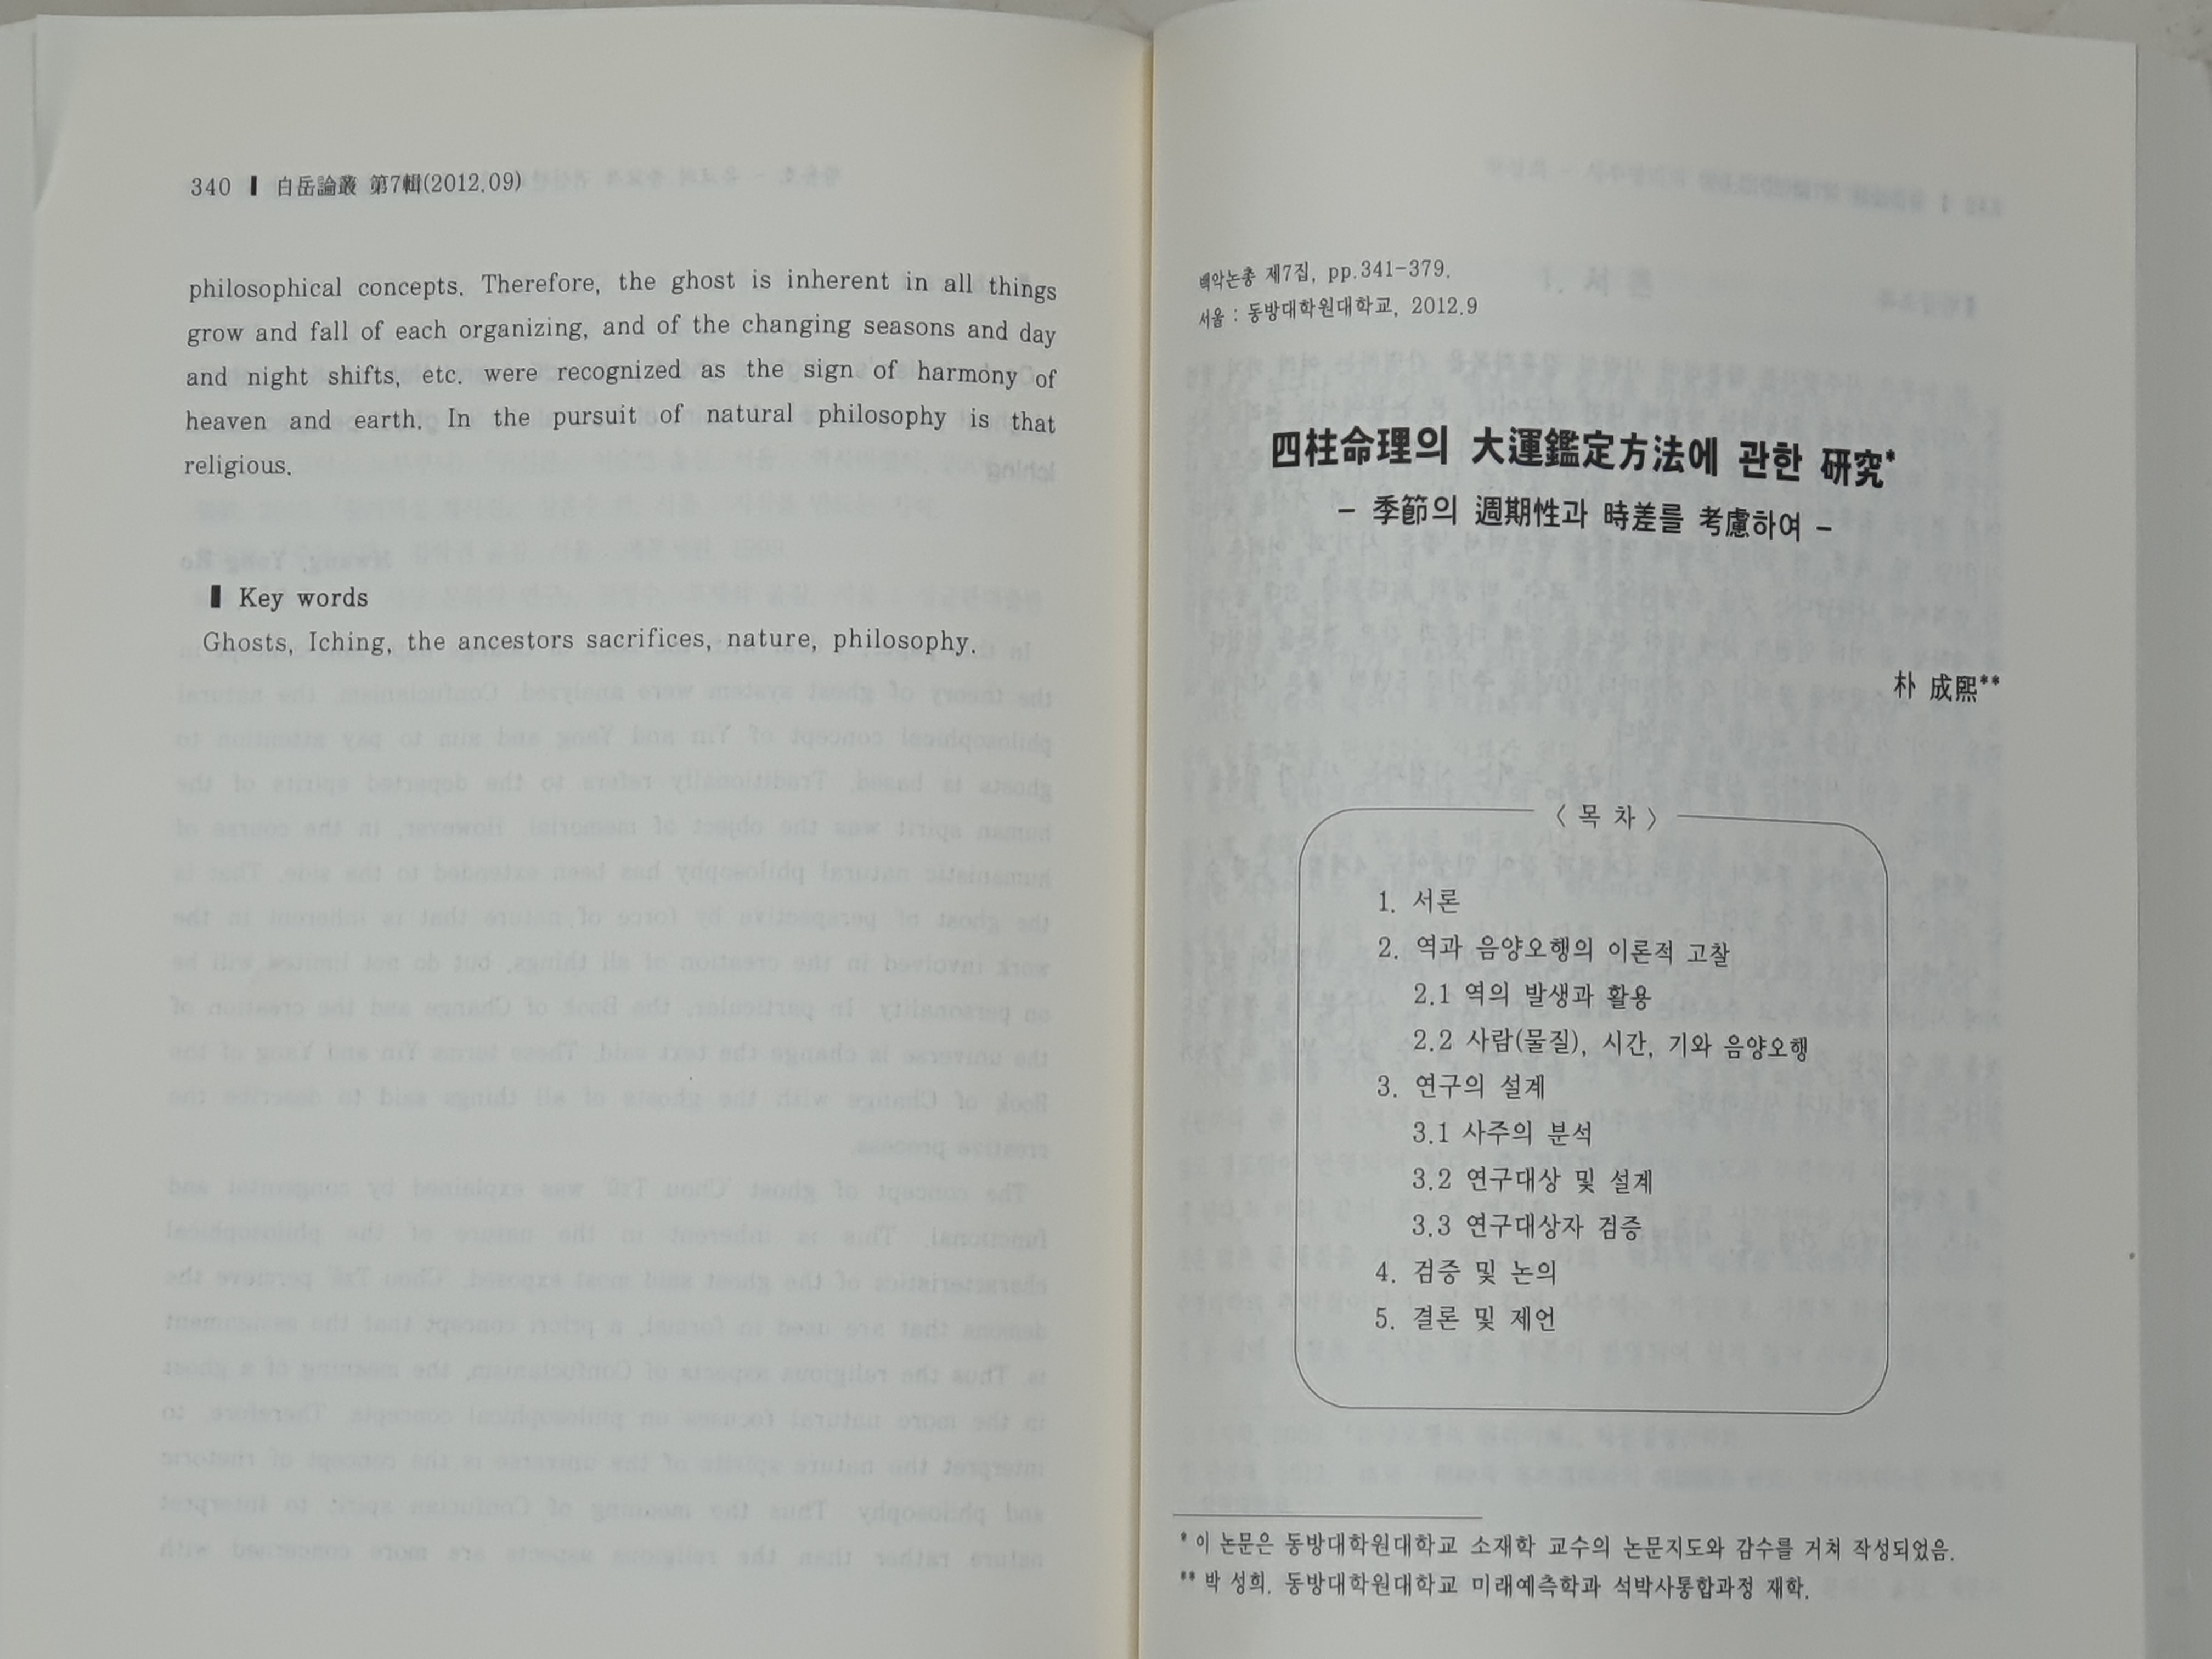 340 ▌ 白岳論叢 第7輯(2012.09)
philosophical concepts. Therefore, the ghost is inherent in all things
grow and fall of each organizing, and of the changing seasons and day
and night shifts, etc. were recognized as the sign of harmony of
heaven and earth. In the pursuit of natural philosophy is that
religious.
▌ Key words
Ghosts, Iching, the ancestors sacrifices, nature, philosophy.
백악논총 제7집, pp.341-379.
서울 : 동방대학원대학교, 2012.9
四柱命理의 大運鑑定方法에 관한 研究*
- 季節의 週期性과 時差를 考慮하여 -
朴 成熙**
〈 목 차 〉
1. 서론
2. 역과 음양오행의 이론적 고찰
2.1 역의 발생과 활용
2.2 사람(물질), 시간, 기와 음양오행
3. 연구의 설계
3.1 사주의 분석
3.2 연구대상 및 설계
3.3 연구대상자 검증
4. 검증 및 논의
5. 결론 및 제언
* 이 논문은 동방대학원대학교 소재학 교수의 논문지도와 감수를 거쳐 작성되었음.
** 박 성희. 동방대학원대학교 미래예측학과 석박사통합과정 재학.